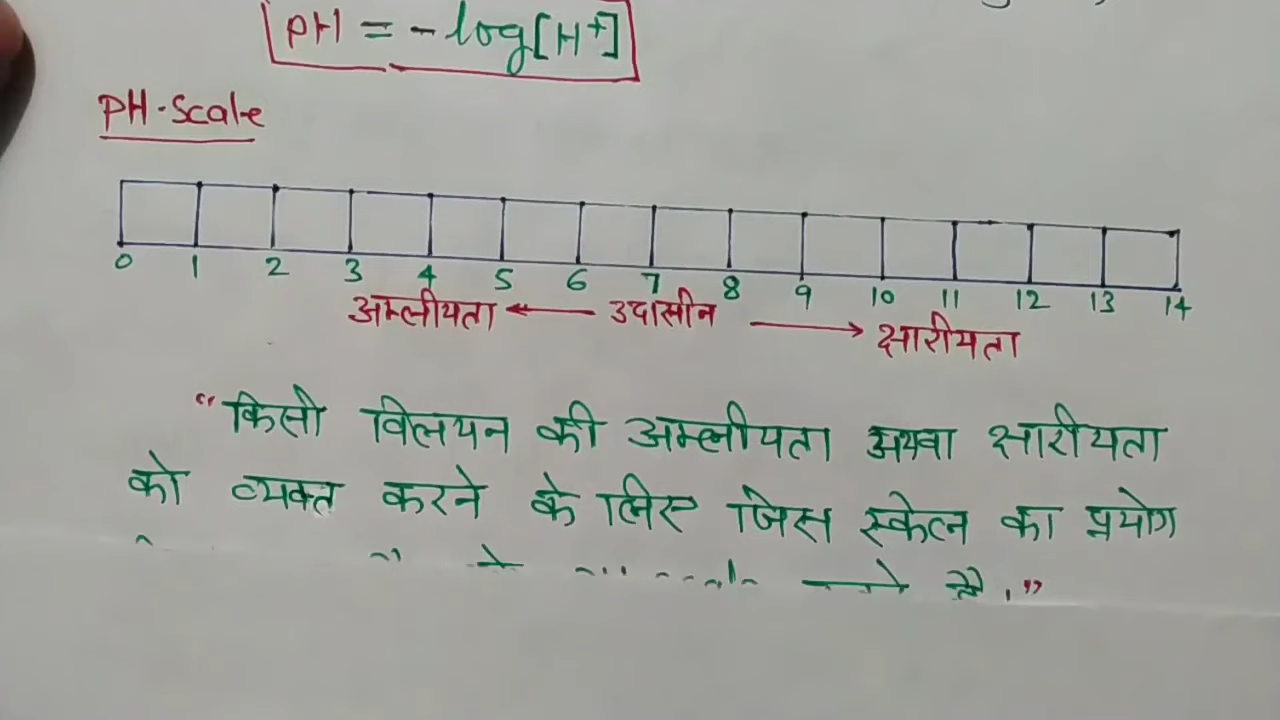 PH = -log[H+]
PH-Scale
0 1 2 3 4 5 6 7 8 9 10 11 12 13 14
अम्लीयता ← उदासीन → क्षारीयता
“किसी विलयन की अम्लीयता अथवा क्षारीयता
को व्यक्त करने के लिए जिस स्केल का प्रयोग
है।”